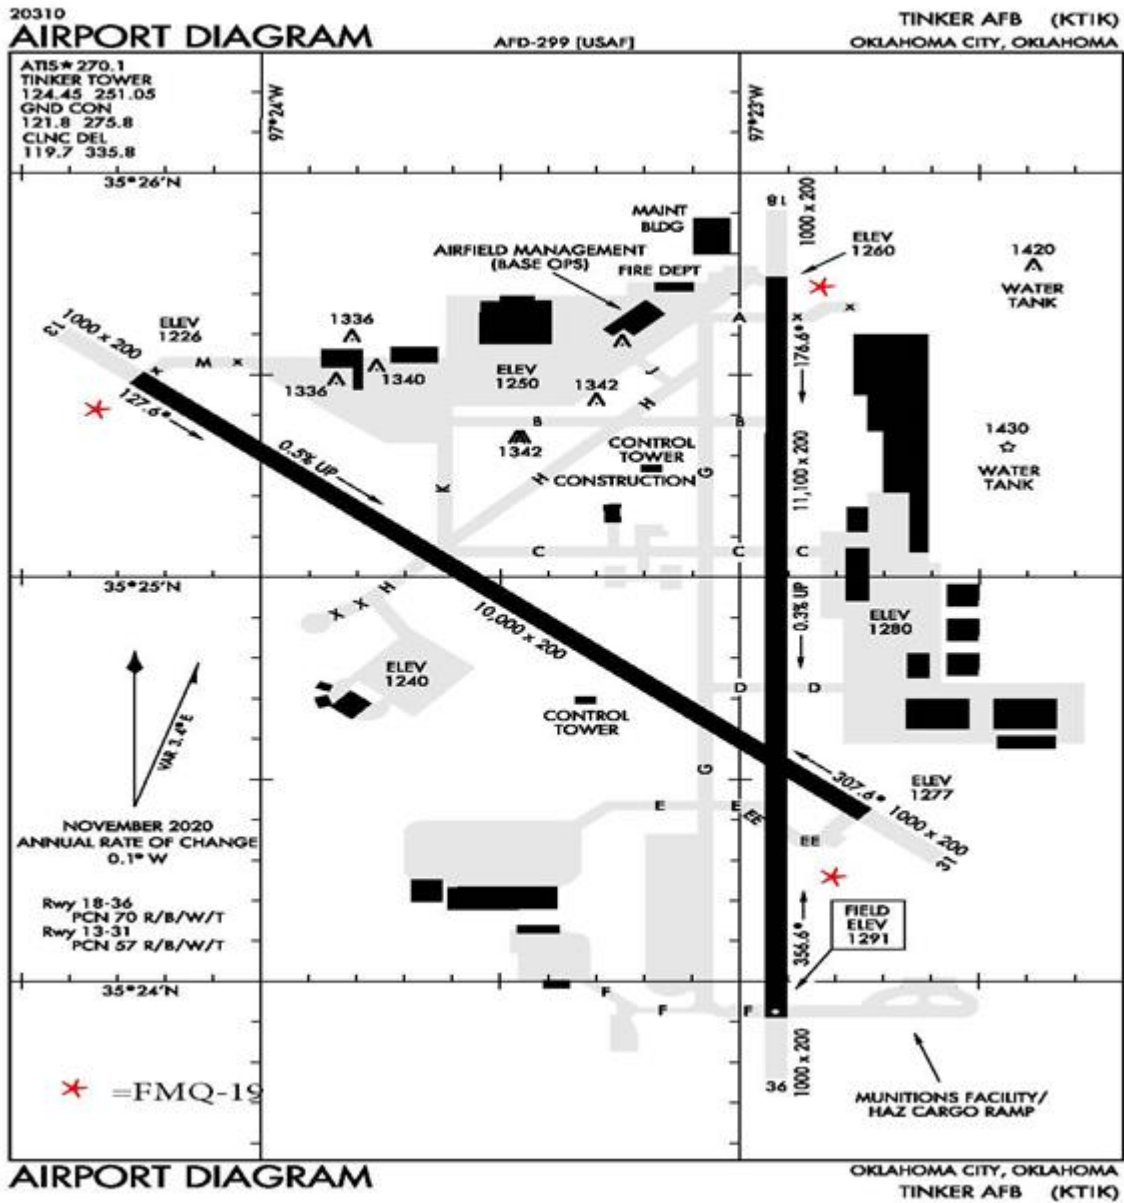 20310
AIRPORT DIAGRAM
AFD-299 [USAF]
TINKER AFB (KTIK)
OKLAHOMA CITY, OKLAHOMA
ATIS★270.1
TINKER TOWER
124.45 251.05
GND CON
121.8 275.8
CLNC DEL
119.7 335.8
97°24'W
97°23'W
35°26'N
MAINT
BLDG
18
1000 x 200
ELEV
1260
1420
WATER
TANK
AIRFIELD MANAGEMENT
(BASE OPS)
FIRE DEPT
13
1000 x 200
ELEV
1226
M
x
x
1336
1336
1340
ELEV
1250
1342
A
x
x
176.6°
J
H
127.6°
0.5% UP
B
B
1342
CONTROL
TOWER
CONSTRUCTION
H
K
G
11,100 x 200
1430
WATER
TANK
C
C
C
35°25'N
X
X
H
10,000 x 200
0.3% UP
ELEV
1280
ELEV
1240
D
D
CONTROL
TOWER
VAR 3.4° E
G
307.6°
1000 x 200
31
ELEV
1277
E
E
EE
EE
NOVEMBER 2020
ANNUAL RATE OF CHANGE
0.1° W
Rwy 18-36
PCN 70 R/B/W/T
Rwy 13-31
PCN 57 R/B/W/T
356.6°
FIELD
ELEV
1291
35°24'N
F
F
F
36
1000 x 200
MUNITIONS FACILITY/
HAZ CARGO RAMP
=FMQ-19
AIRPORT DIAGRAM
OKLAHOMA CITY, OKLAHOMA
TINKER AFB (KTIK)